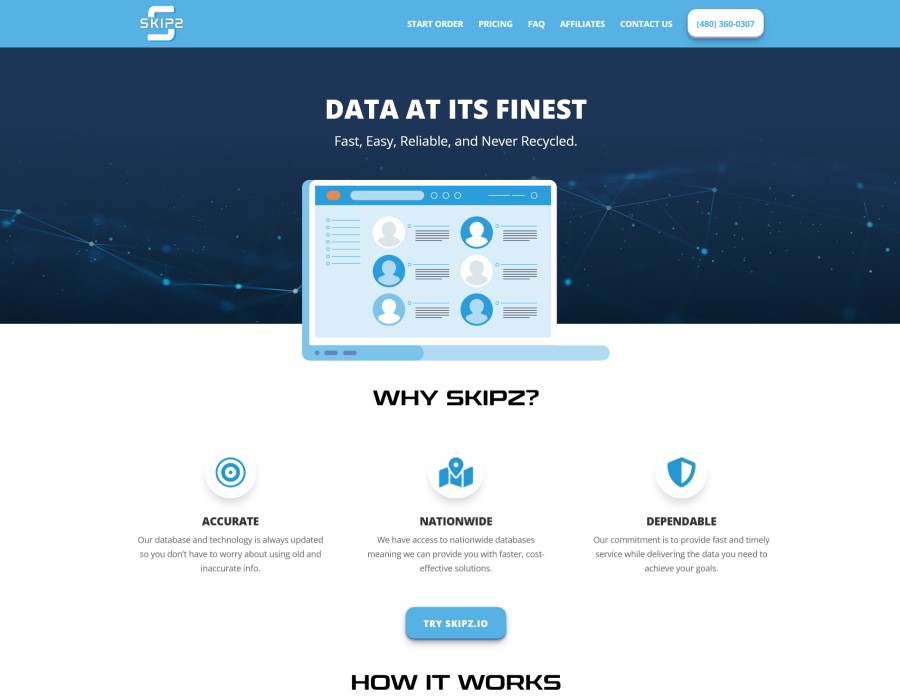 SKIPZ
START ORDER PRICING FAQ AFFILIATES CONTACT US (480) 360-0307
DATA AT ITS FINEST
Fast, Easy, Reliable, and Never Recycled.
WHY SKIPZ?
ACCURATE
Our database and technology is always updated
so you don't have to worry about using old and
inaccurate info.
NATIONWIDE
We have access to nationwide databases
meaning we can provide you with faster, cost-
effective solutions.
DEPENDABLE
Our commitment is to provide fast and timely
service while delivering the data you need to
achieve your goals.
TRY SKIPZ.IO
HOW IT WORKS